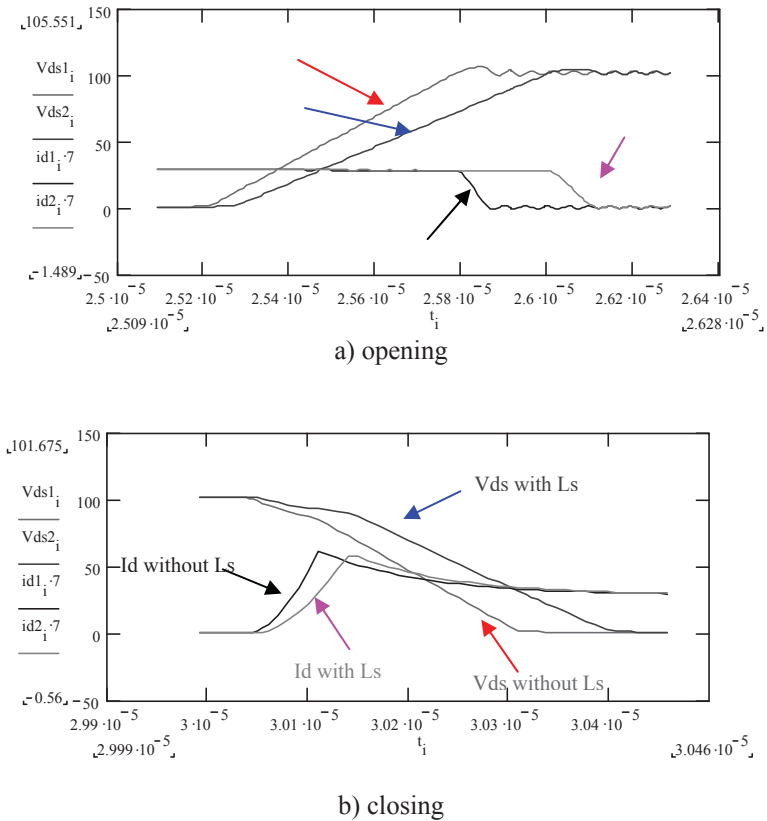 150
100
50
0
−50
⌞105.551⌟
Vds1ᵢ
Vds2ᵢ
id1ᵢ·7
id2ᵢ·7
⌞−1.489⌟
2.5·10⁻⁵ 2.52·10⁻⁵ 2.54·10⁻⁵ 2.56·10⁻⁵ 2.58·10⁻⁵ 2.6·10⁻⁵ 2.62·10⁻⁵ 2.64·10⁻⁵
⌞2.509·10⁻⁵⌟ tᵢ ⌞2.628·10⁻⁵⌟
a) opening
150
100
50
0
−50
⌞101.675⌟
Vds1ᵢ
Vds2ᵢ
id1ᵢ·7
id2ᵢ·7
⌞−0.56⌟
Vds with Ls
Id without Ls
Id with Ls
Vds without Ls
2.99·10⁻⁵ 3·10⁻⁵ 3.01·10⁻⁵ 3.02·10⁻⁵ 3.03·10⁻⁵ 3.04·10⁻⁵
⌞2.999·10⁻⁵⌟ tᵢ ⌞3.046·10⁻⁵⌟
b) closing